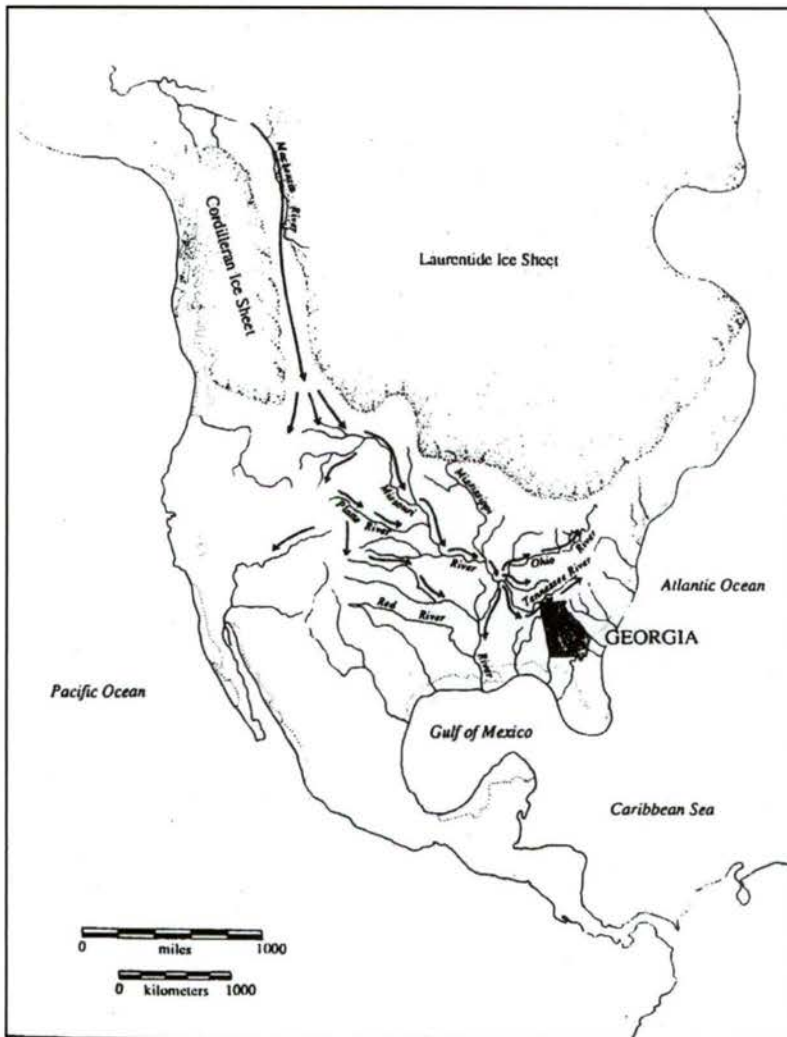 Mackenzie River
Cordilleran Ice Sheet
Laurentide Ice Sheet
Mississippi
Missouri
Platte River
River
Ohio River
Tennessee River
Red River
River
Atlantic Ocean
GEORGIA
Pacific Ocean
Gulf of Mexico
Caribbean Sea
0 miles 1000
0 kilometers 1000